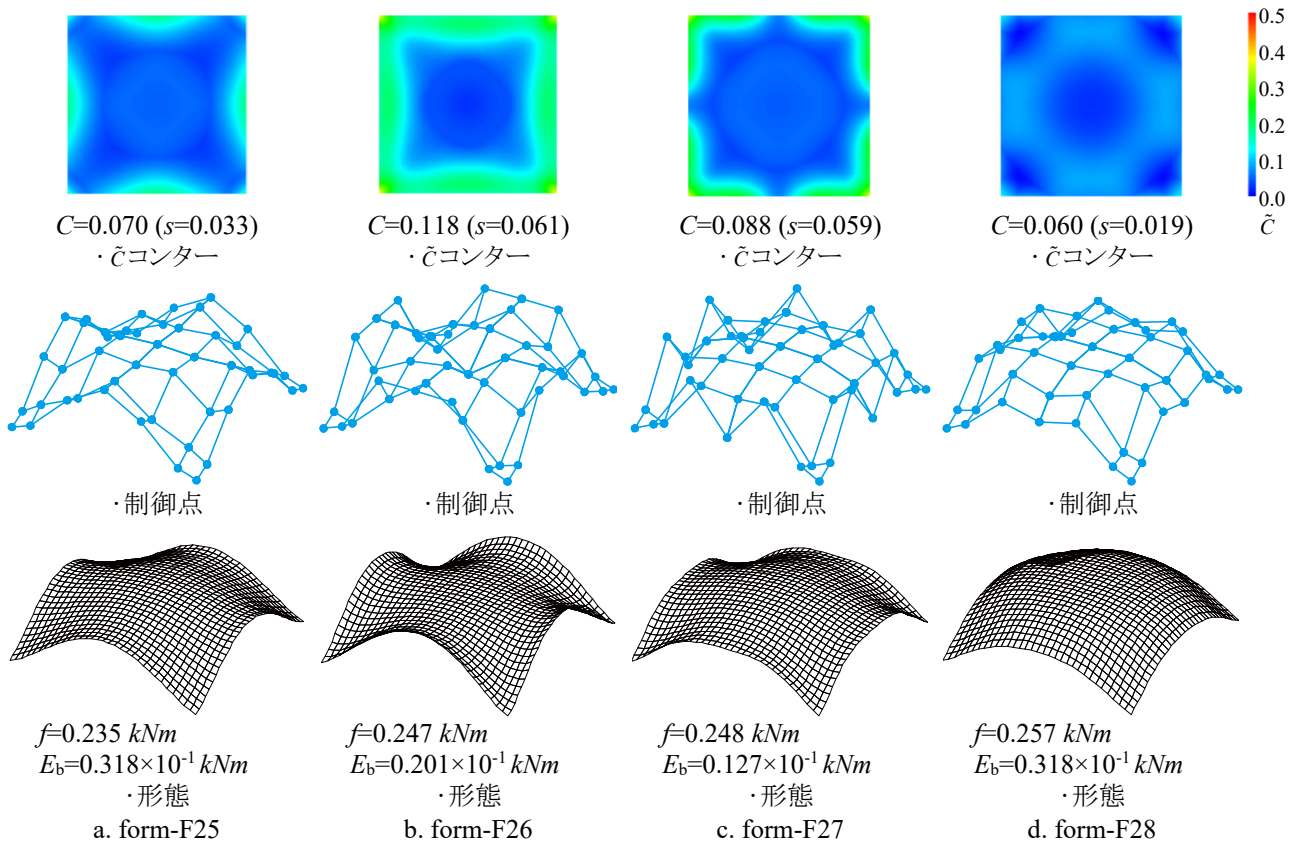 0.5
0.4
0.3
0.2
0.1
0.0
C̃
C=0.070 (s=0.033)
C=0.118 (s=0.061)
C=0.088 (s=0.059)
C=0.060 (s=0.019)
・C̃コンター
・C̃コンター
・C̃コンター
・C̃コンター
・制御点
・制御点
・制御点
・制御点
f=0.235 kNm
E_b=0.318×10⁻¹ kNm
・形態
a. form-F25
f=0.247 kNm
E_b=0.201×10⁻¹ kNm
・形態
b. form-F26
f=0.248 kNm
E_b=0.127×10⁻¹ kNm
・形態
c. form-F27
f=0.257 kNm
E_b=0.318×10⁻¹ kNm
・形態
d. form-F28